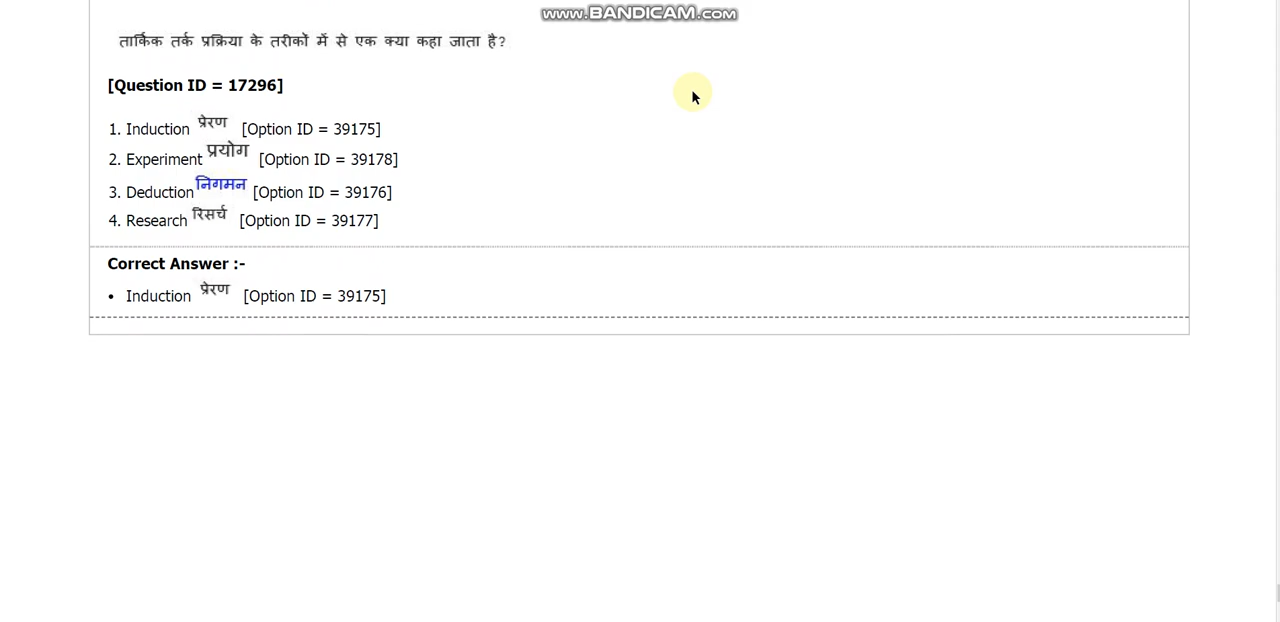 www.BANDICAM.com
तार्किक तर्क प्रक्रिया के तरीकों में से एक क्या कहा जाता है?
[Question ID = 17296]
1. Induction प्रेरण [Option ID = 39175]
2. Experiment प्रयोग [Option ID = 39178]
3. Deduction निगमन [Option ID = 39176]
4. Research रिसर्च [Option ID = 39177]
Correct Answer :-
• Induction प्रेरण [Option ID = 39175]